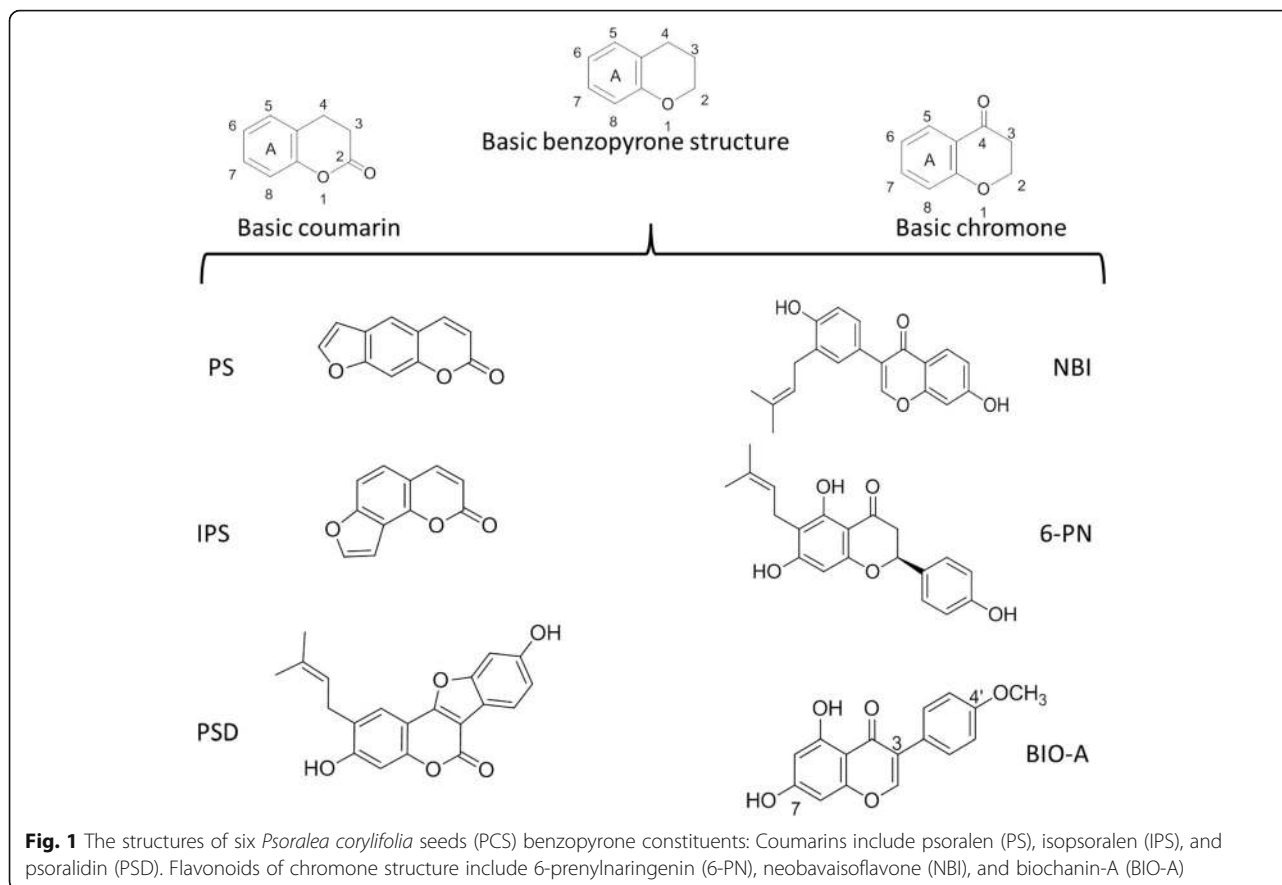 5
4
3
6
A
7
8
O
1
2
Basic benzopyrone structure
5
4
6
3
A
2
7
O
O
8
1
Basic coumarin
O
5
3
6
4
A
7
O
2
8
1
Basic chrome
PS
O
O
O
HO
O
O
OH
NBI
IPS
O
O
O
OH
O
HO
O
OH
6-PN
PSD
OH
O
HO
O
O
OH
O
4'
OCH3
3
HO
7
O
BIO-A
Fig. 1 The structures of six Psoralea corylifolia seeds (PCS) benzopyrone constituents: Coumarins include psoralen (PS), isopsoralen (IPS), and
psoralidin (PSD). Flavonoids of chromone structure include 6-prenylnaringenin (6-PN), neobavaisoflavone (NBI), and biochanin-A (BIO-A)